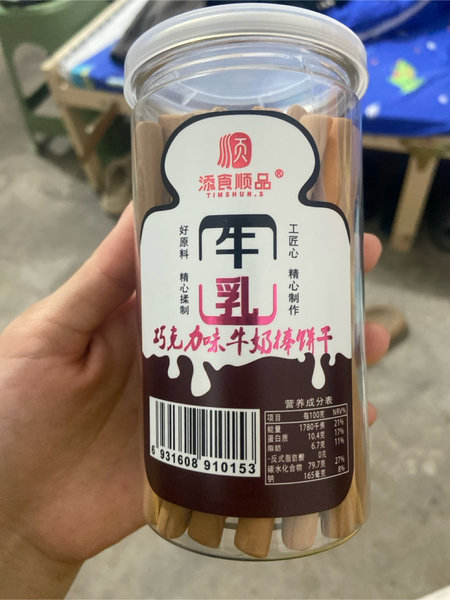 顺
添食顺品®
TIMSHUN.S
好原料 精心揉制
牛乳
工匠心 精心制作
巧克力味牛奶棒饼干
营养成分表
项目 每100克 NRV%
能量 1780千焦 21%
蛋白质 10.4克 17%
脂肪 6.7克 11%
-反式脂肪酸 0克
碳水化合物 79.7克 27%
钠 165毫克 8%
6 931608 910153